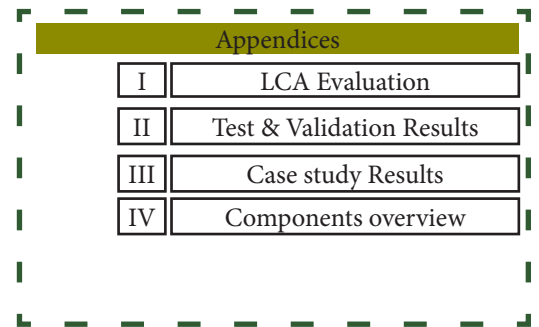 Appendices
I LCA Evaluation
II Test & Validation Results
III Case study Results
IV Components overview